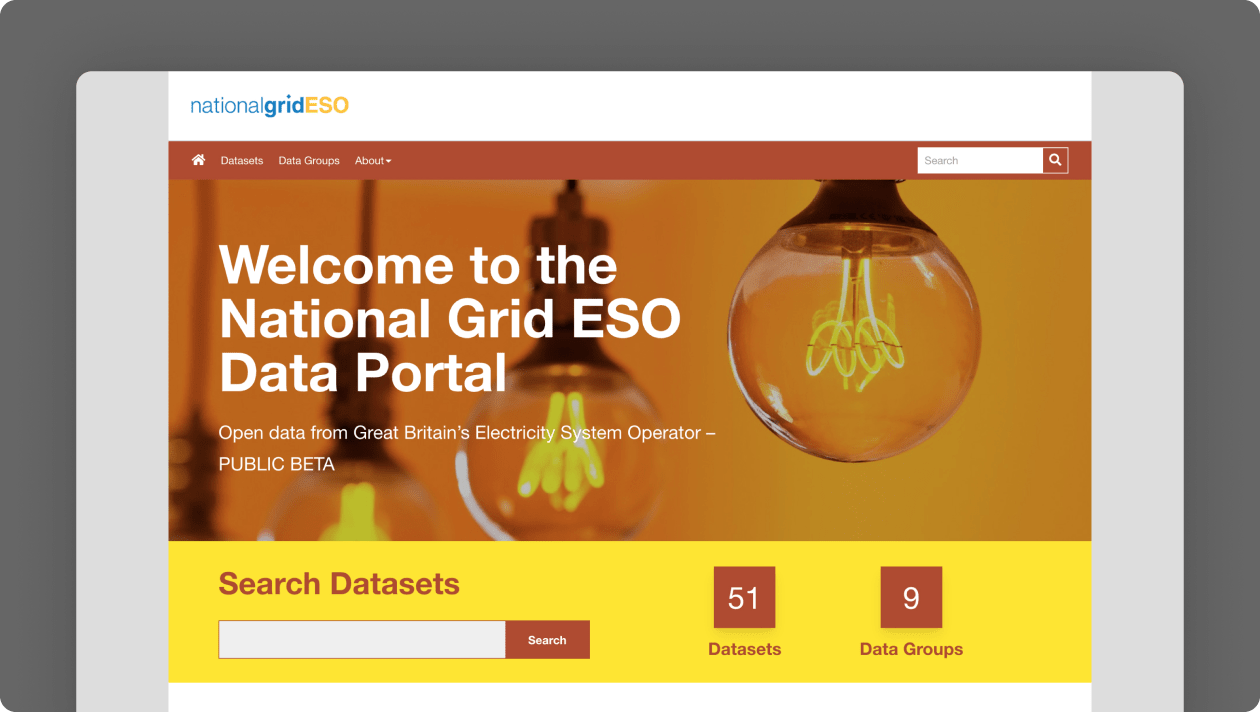 nationalgridESO
Datasets Data Groups About
Search
Welcome to the
National Grid ESO
Data Portal
Open data from Great Britain’s Electricity System Operator –
PUBLIC BETA
Search Datasets
Search
51
Datasets
9
Data Groups